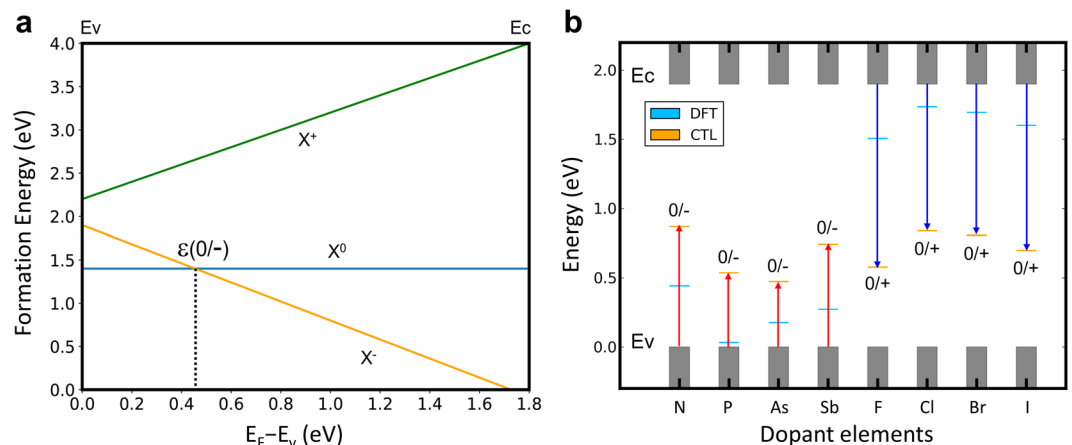 a
Ev
Ec
4.0
3.5
3.0
2.5
2.0
1.5
1.0
0.5
0.0
Formation Energy (eV)
X⁺
ε(0/-)
X⁰
X⁻
0.0 0.2 0.4 0.6 0.8 1.0 1.2 1.4 1.6 1.8
E_F−E_v (eV)
b
2.0
1.5
1.0
0.5
0.0
Energy (eV)
Ec
Ev
DFT
CTL
0/-
0/-
0/-
0/-
0/+
0/+
0/+
0/+
N P As Sb F Cl Br I
Dopant elements